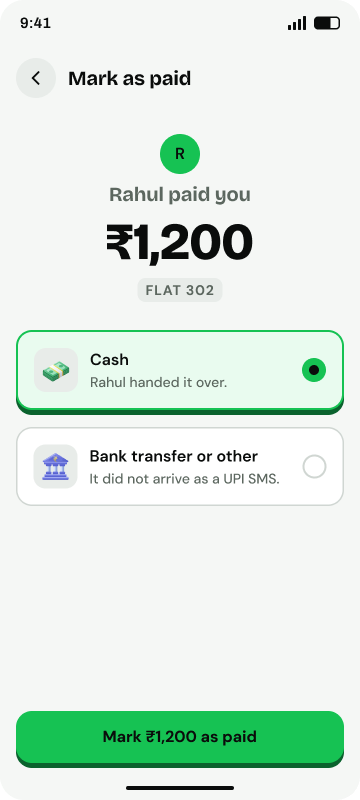 9:41
Mark as paid
R
Rahul paid you
₹1,200
FLAT 302
Cash
Rahul handed it over.
Bank transfer or other
It did not arrive as a UPI SMS.
Mark ₹1,200 as paid